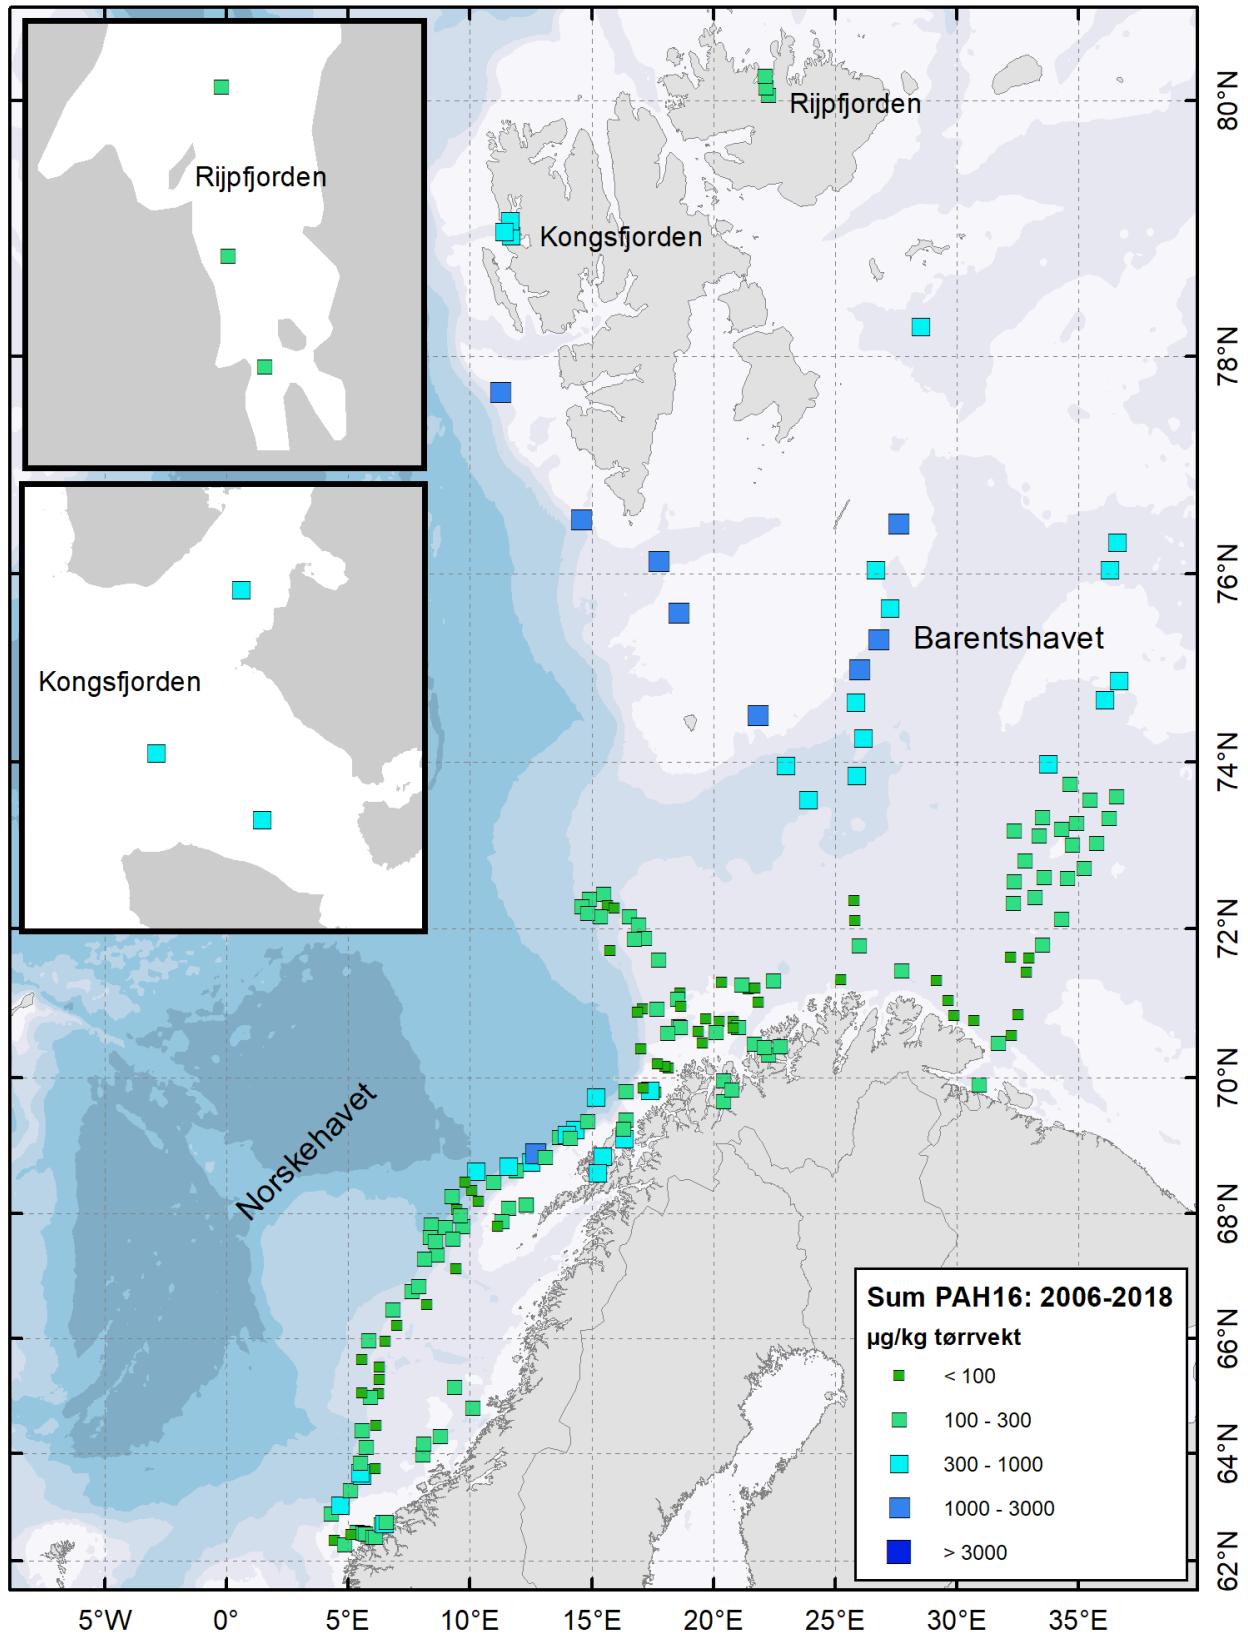 Rijpfjorden
Kongsfjorden
Rijpfjorden
Kongsfjorden
Barentshavet
Norskehavet
80°N
78°N
76°N
74°N
72°N
70°N
68°N
66°N
64°N
62°N
Sum PAH16: 2006-2018
µg/kg tørrvekt
< 100
100 - 300
300 - 1000
1000 - 3000
> 3000
5°W 0° 5°E 10°E 15°E 20°E 25°E 30°E 35°E